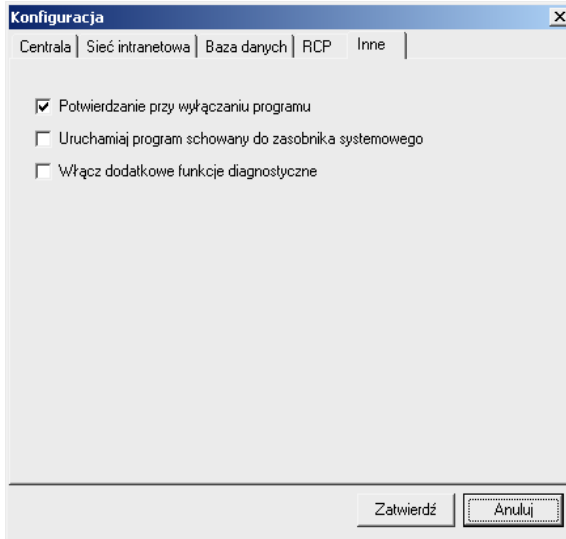 Konfiguracja
Centrala Sieć intranetowa Baza danych RCP Inne
Potwierdzanie przy wyłączaniu programu
Uruchamiaj program schowany do zasobnika systemowego
Włącz dodatkowe funkcje diagnostyczne
Zatwierdź Anuluj